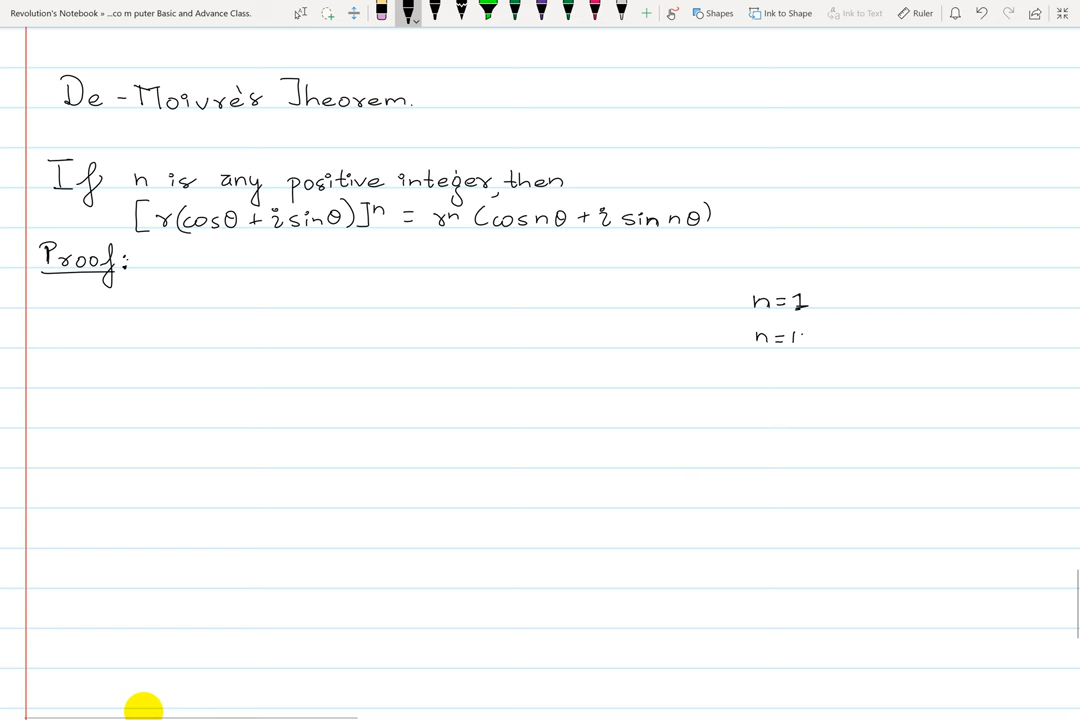 Revolution's Notebook » ...co m puter Basic and Advance Class.
Shapes
Ink to Shape
Ink to Text
Ruler
De - Moivre's Theorem.
If n is any positive integer, then
[r(cosθ + i sinθ)]ⁿ = rⁿ (cos nθ + i sin nθ)
Proof:
n = 1